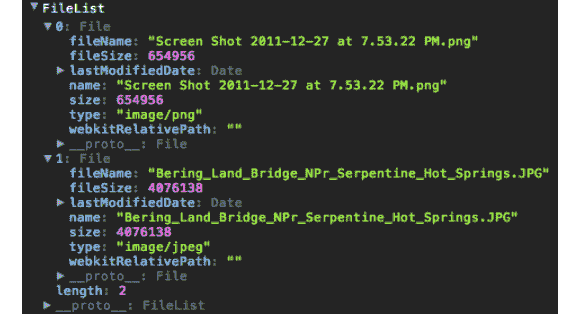 ▼ FileList
▼ 0: File
fileName: "Screen Shot 2011-12-27 at 7.53.22 PM.png"
fileSize: 654956
▶ lastModifiedDate: Date
name: "Screen Shot 2011-12-27 at 7.53.22 PM.png"
size: 654956
type: "image/png"
webkitRelativePath: ""
▶ __proto__: File
▼ 1: File
fileName: "Bering_Land_Bridge_NPr_Serpentine_Hot_Springs.JPG"
fileSize: 4076138
▶ lastModifiedDate: Date
name: "Bering_Land_Bridge_NPr_Serpentine_Hot_Springs.JPG"
size: 4076138
type: "image/jpeg"
webkitRelativePath: ""
▶ __proto__: File
length: 2
▶ __proto__: FileList